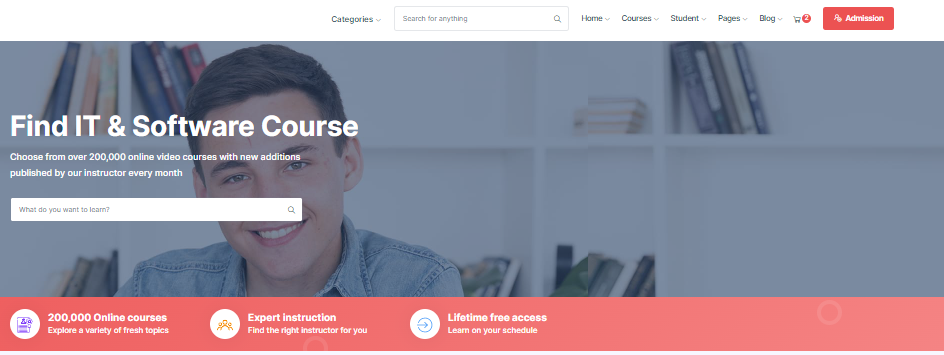 Categories
Search for anything
Home
Courses
Student
Pages
Blog
2
Admission
Find IT & Software Course
Choose from over 200,000 online video courses with new additions
published by our instructor every month
What do you want to learn?
200,000 Online courses
Explore a variety of fresh topics
Expert instruction
Find the right instructor for you
Lifetime free access
Learn on your schedule